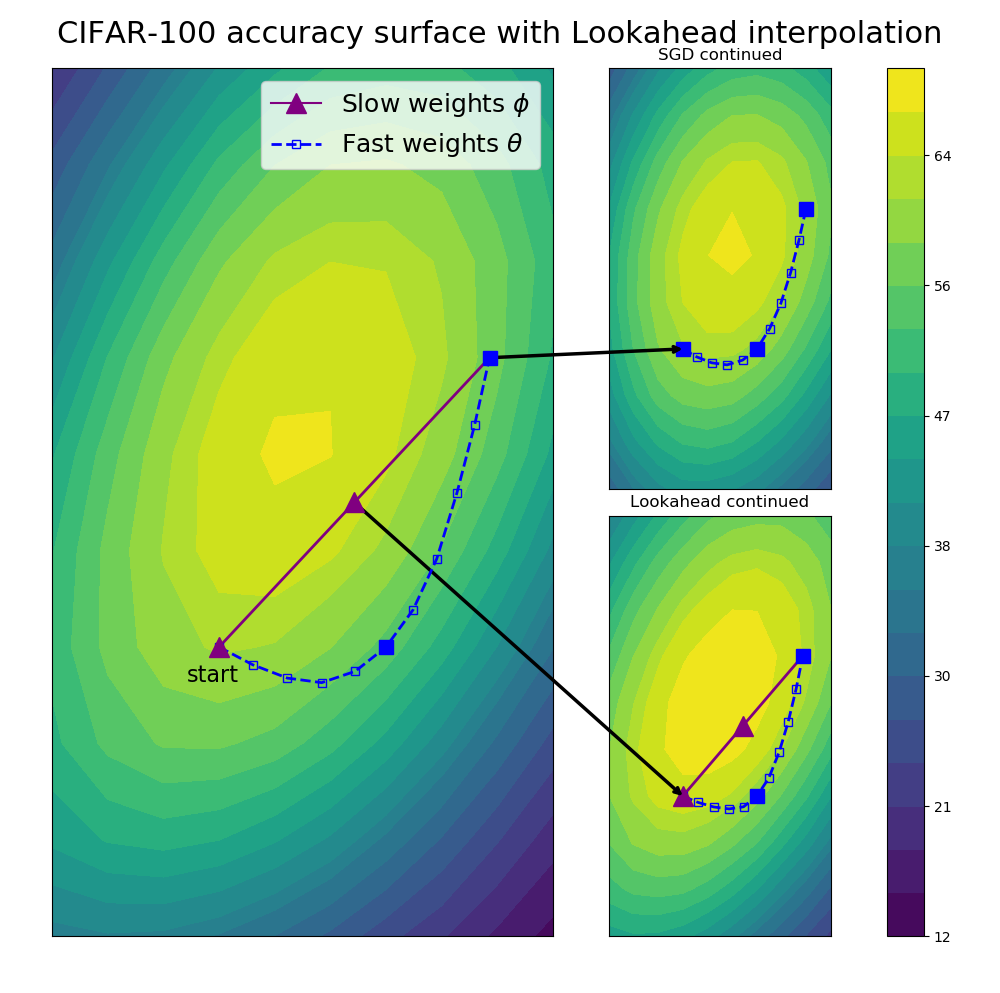 CIFAR-100 accuracy surface with Lookahead interpolation
Slow weights ϕ
Fast weights θ
start
SGD continued
Lookahead continued
64
56
47
38
30
21
12